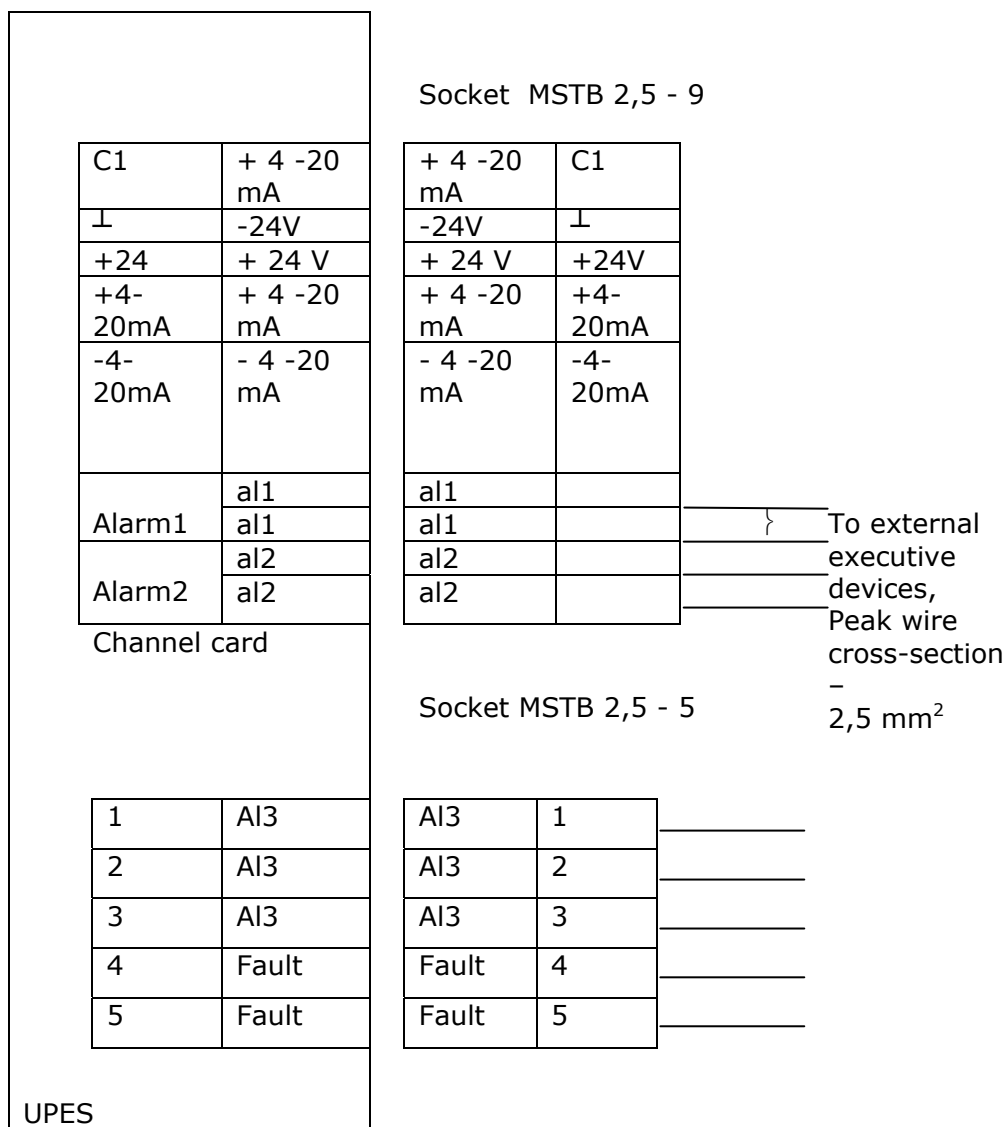 Socket MSTB 2,5 - 9
C1 + 4 -20 mA + 4 -20 mA C1
⊥ -24V -24V ⊥
+24 + 24 V + 24 V +24V
+4-20mA + 4 -20 mA + 4 -20 mA +4-20mA
-4-20mA - 4 -20 mA - 4 -20 mA -4-20mA
al1 al1
Alarm1 al1 al1
al2 al2
Alarm2 al2 al2
To external
executive
devices,
Peak wire
cross-section
–
2,5 mm²
Channel card
Socket MSTB 2,5 - 5
1 Al3 Al3 1
2 Al3 Al3 2
3 Al3 Al3 3
4 Fault Fault 4
5 Fault Fault 5
UPES